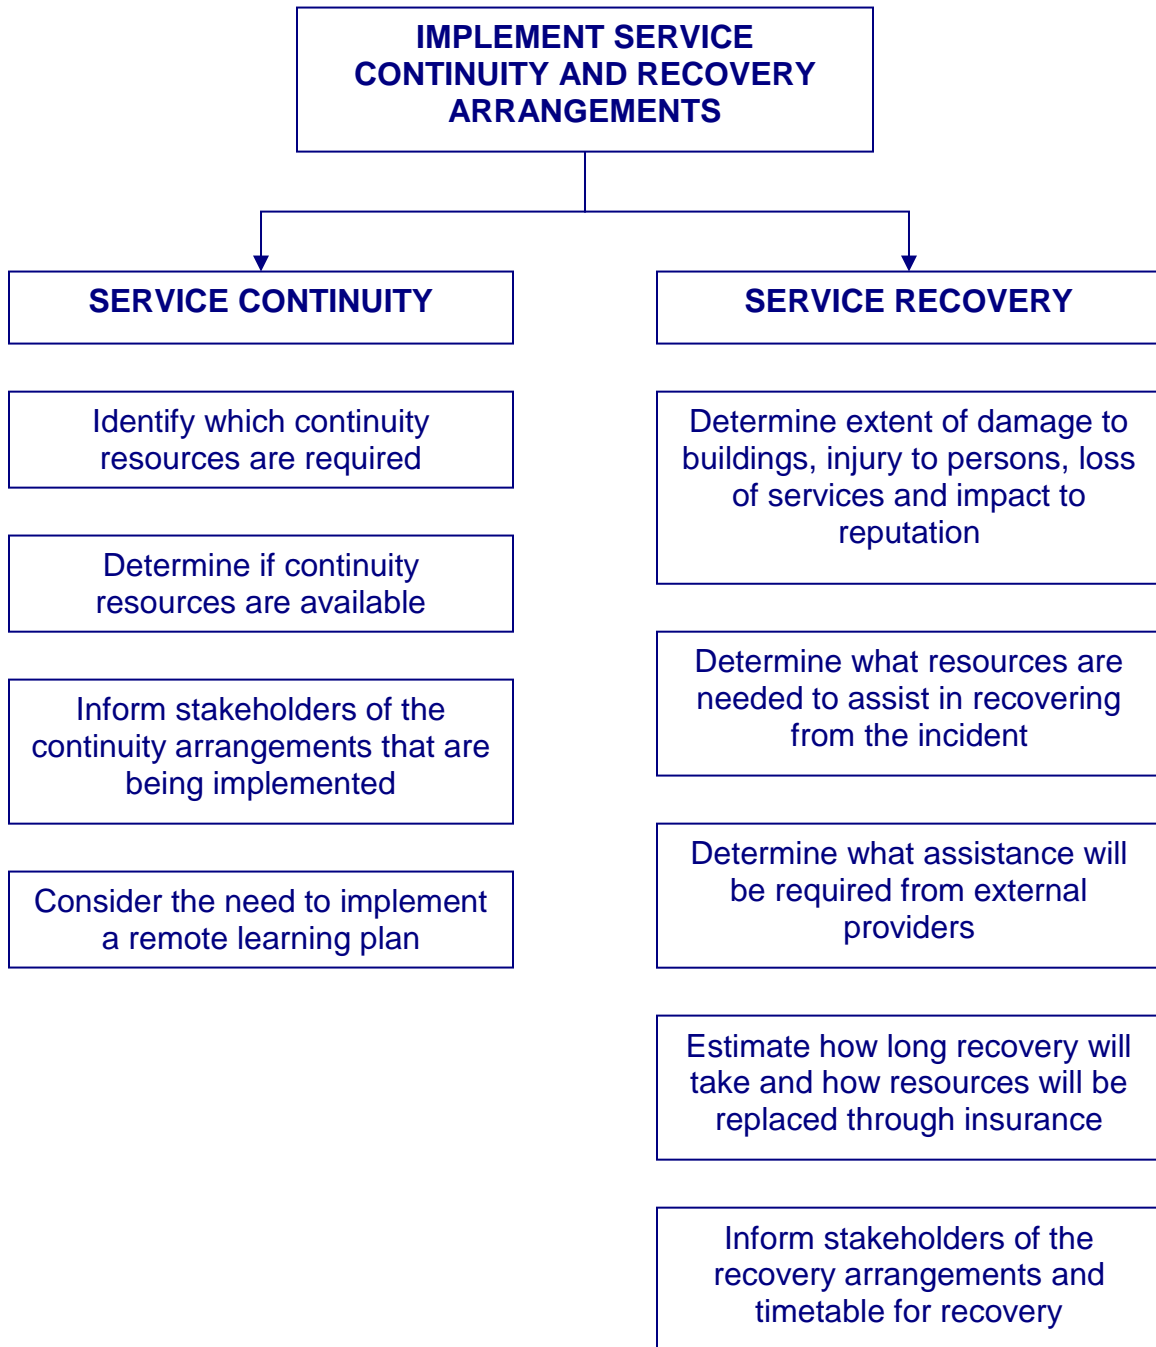 IMPLEMENT SERVICE
CONTINUITY AND RECOVERY
ARRANGEMENTS
SERVICE CONTINUITY
Identify which continuity
resources are required
Determine if continuity
resources are available
Inform stakeholders of the
continuity arrangements that are
being implemented
Consider the need to implement
a remote learning plan
SERVICE RECOVERY
Determine extent of damage to
buildings, injury to persons, loss
of services and impact to
reputation
Determine what resources are
needed to assist in recovering
from the incident
Determine what assistance will
be required from external
providers
Estimate how long recovery will
take and how resources will be
replaced through insurance
Inform stakeholders of the
recovery arrangements and
timetable for recovery